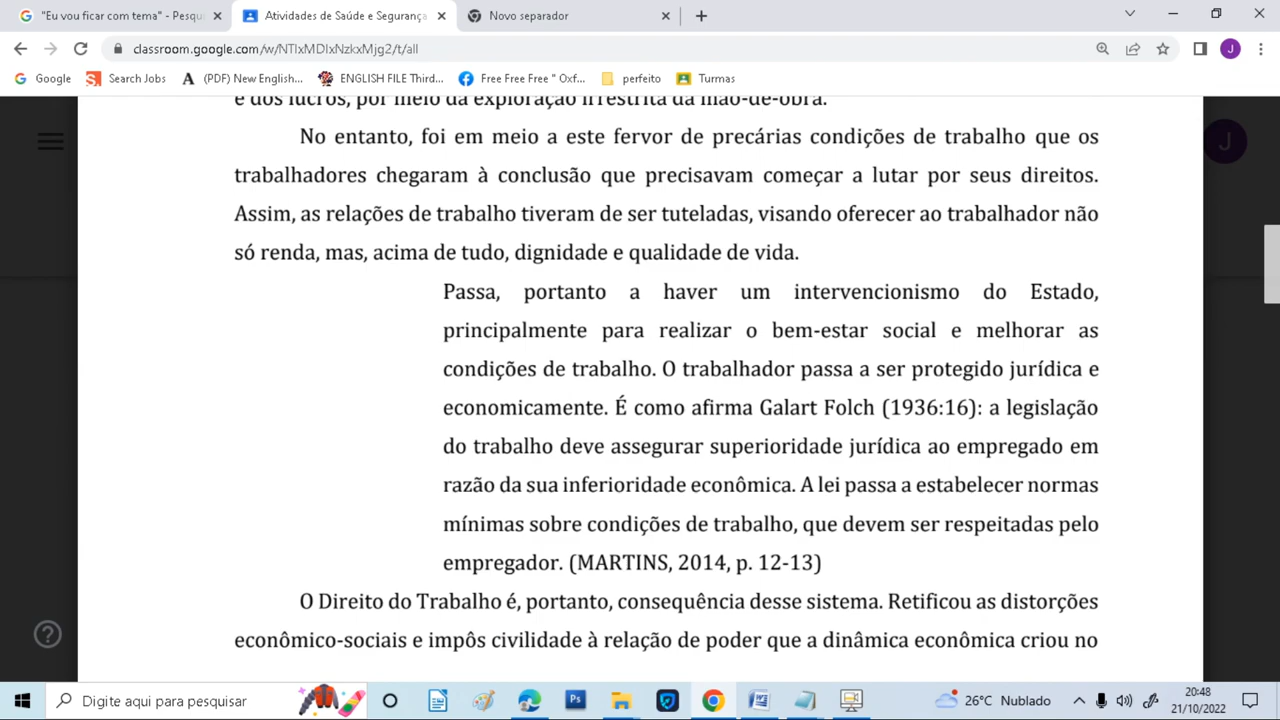 "Eu vou ficar com tema" - Pesqu
Atividades de Saúde e Segurança
Novo separador
classroom.google.com/w/NTIxMDIxNzkxMjg2/t/all
J
Google
Search Jobs
(PDF) New English...
ENGLISH FILE Third...
Free Free Free " Oxf...
perfeito
Turmas
e dos lucros, por meio da exploração irrestrita da mão-de-obra.
J
No entanto, foi em meio a este fervor de precárias condições de trabalho que os
trabalhadores chegaram à conclusão que precisavam começar a lutar por seus direitos.
Assim, as relações de trabalho tiveram de ser tuteladas, visando oferecer ao trabalhador não
só renda, mas, acima de tudo, dignidade e qualidade de vida.
Passa, portanto a haver um intervencionismo do Estado,
principalmente para realizar o bem-estar social e melhorar as
condições de trabalho. O trabalhador passa a ser protegido jurídica e
economicamente. É como afirma Galart Folch (1936:16): a legislação
do trabalho deve assegurar superioridade jurídica ao empregado em
razão da sua inferioridade econômica. A lei passa a estabelecer normas
mínimas sobre condições de trabalho, que devem ser respeitadas pelo
empregador. (MARTINS, 2014, p. 12-13)
O Direito do Trabalho é, portanto, consequência desse sistema. Retificou as distorções
econômico-sociais e impôs civilidade à relação de poder que a dinâmica econômica criou no
Digite aqui para pesquisar
26°C Nublado
20:48
21/10/2022